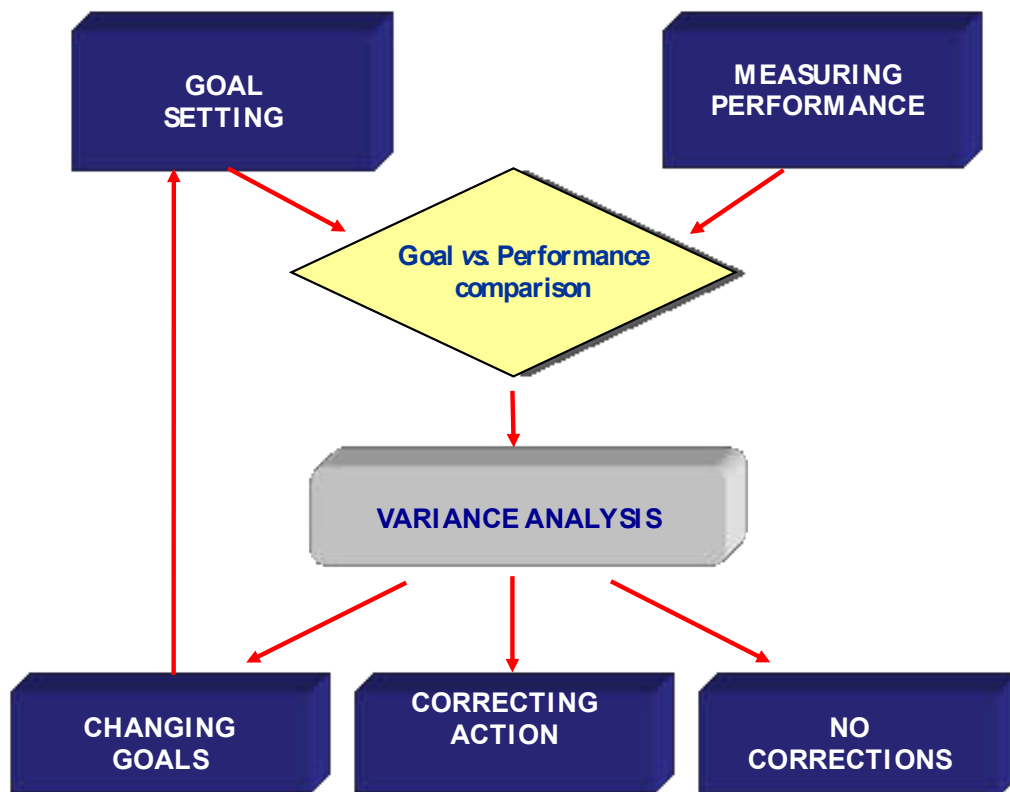 GOAL
SETTING
MEASURING
PERFORMANCE
Goal vs. Performance
comparison
VARIANCE ANALYSIS
CHANGING
GOALS
CORRECTING
ACTION
NO
CORRECTIONS